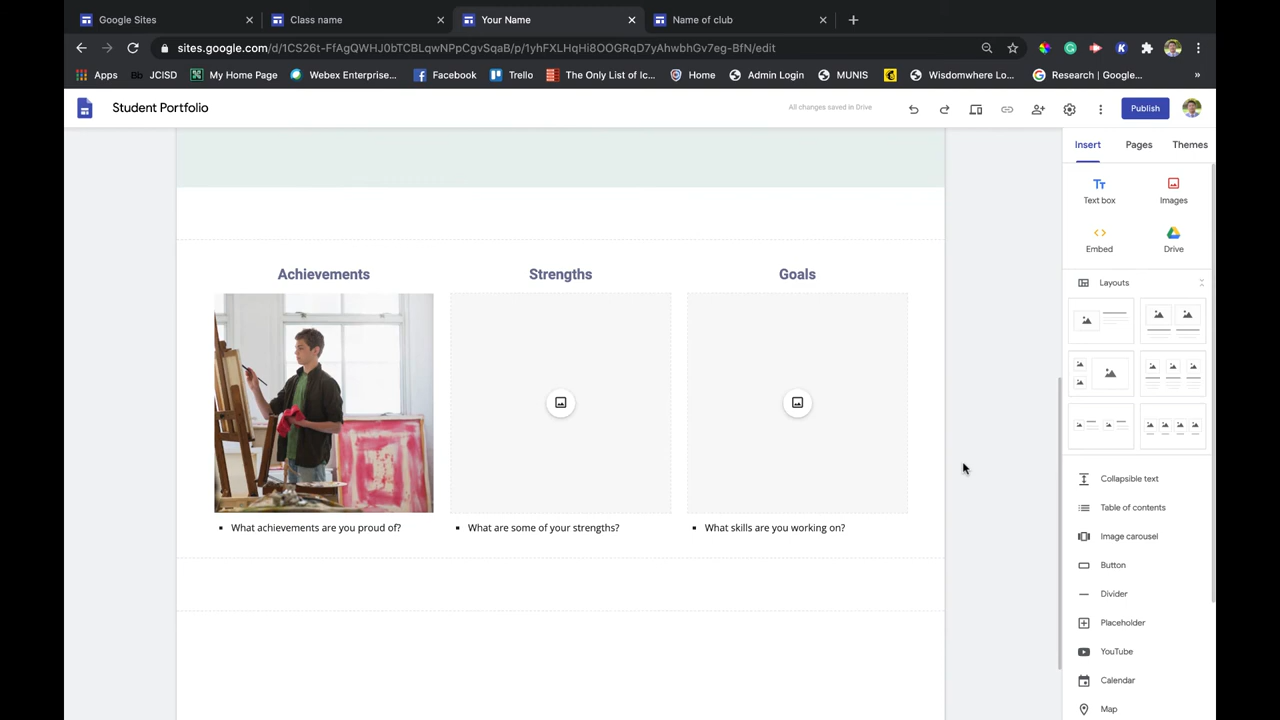 Google Sites
Class name
Your Name
Name of club
sites.google.com/d/1CS26t-FfAgQWHJ0bTCBLqwNPpCgvSqaB/p/1yhFXLHqHi8OOGRqD7yAhwbhGv7eg-BfN/edit
Apps
Bb JCISD
My Home Page
Webex Enterprise...
Facebook
Trello
The Only List of Ic...
Home
Admin Login
MUNIS
Wisdomwhere Lo...
Research | Google...
»
Student Portfolio
All changes saved in Drive
Publish
Insert
Pages
Themes
Tт Text box
Images
Embed
Drive
Layouts
Achievements
Strengths
Goals
What achievements are you proud of?
What are some of your strengths?
What skills are you working on?
Collapsible text
Table of contents
Image carousel
Button
Divider
Placeholder
YouTube
Calendar
Map